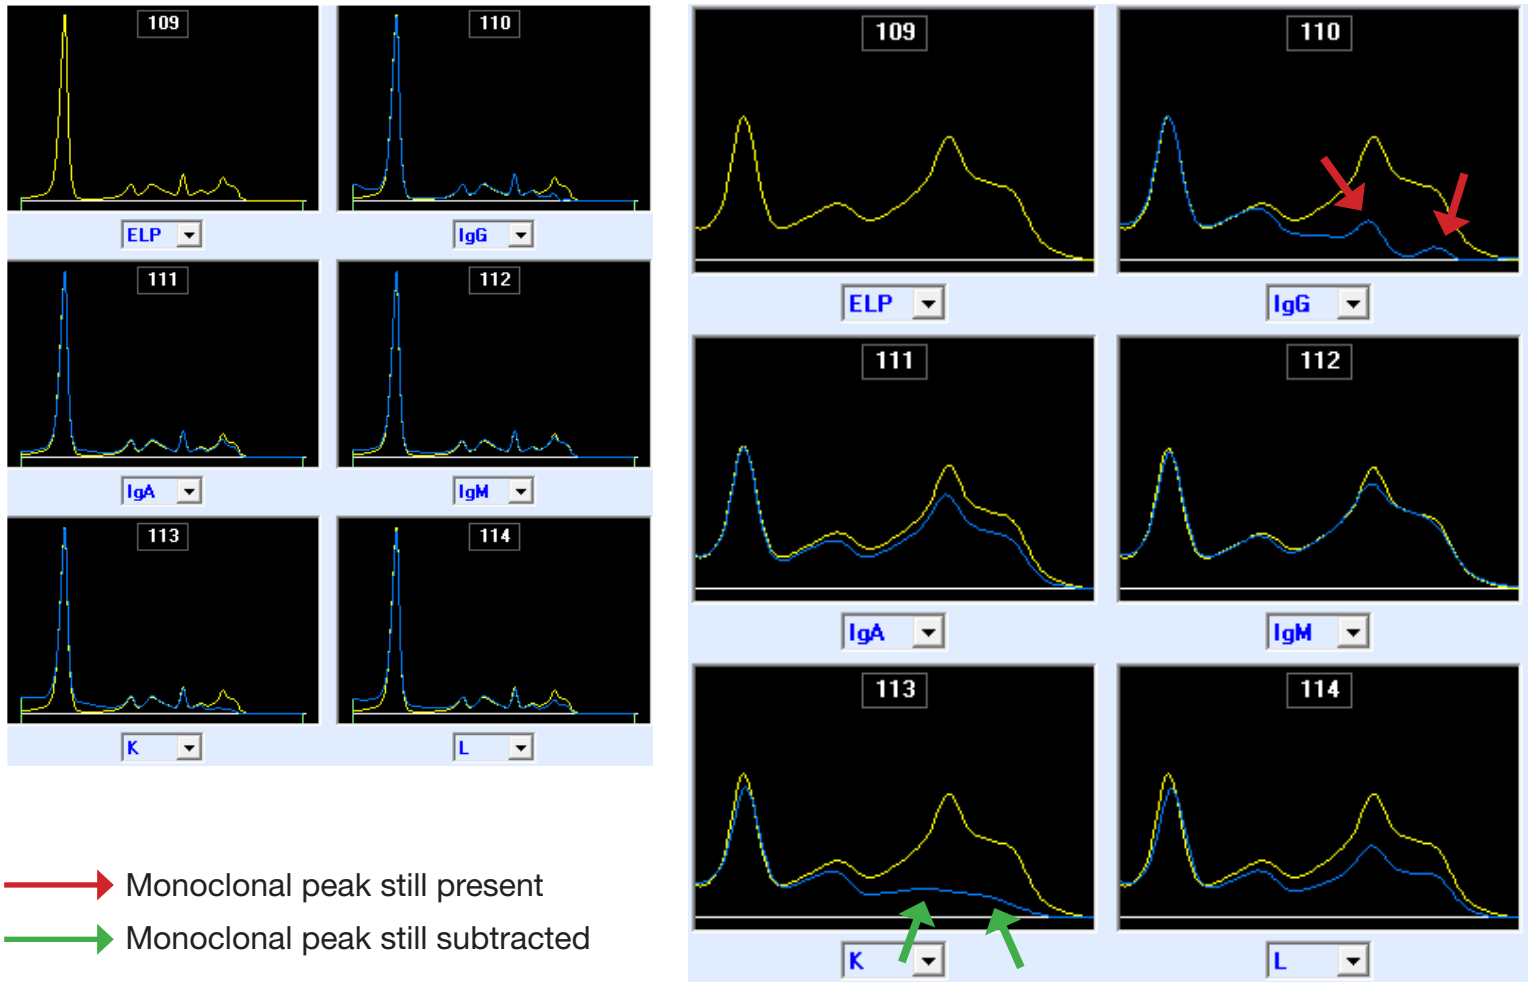 109
110
ELP
IgG
111
112
IgA
IgM
113
114
K
L
109
110
ELP
IgG
111
112
IgA
IgM
113
114
K
L
Monoclonal peak still present
Monoclonal peak still subtracted